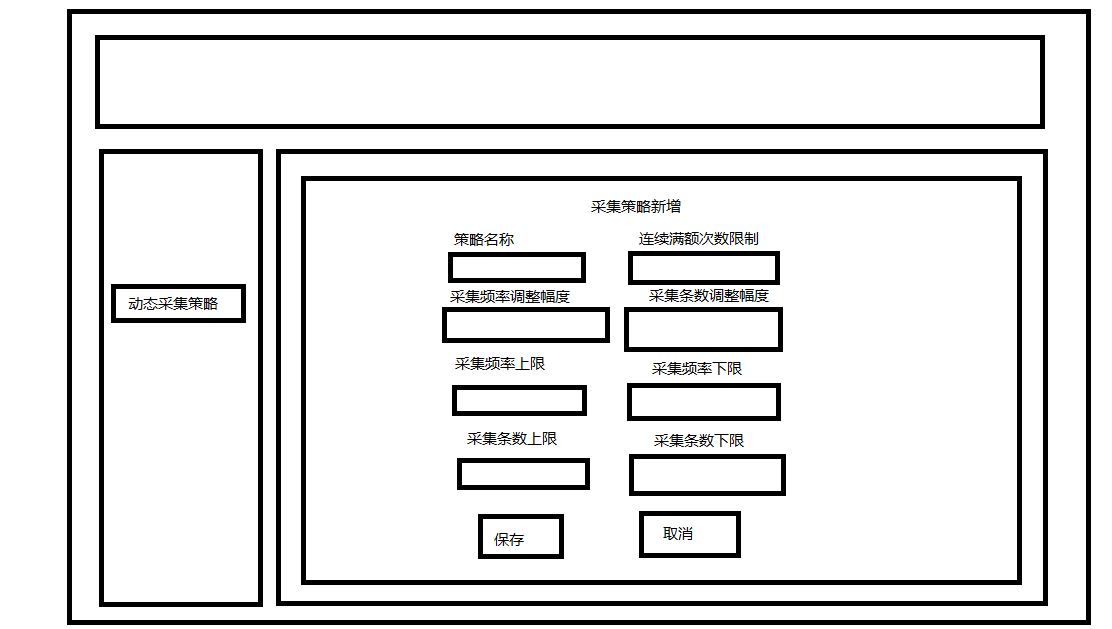 动态采集策略
采集策略新增
策略名称
连续满额次数限制
采集频率调整幅度
采集条数调整幅度
采集频率上限
采集频率下限
采集条数上限
采集条数下限
保存
取消